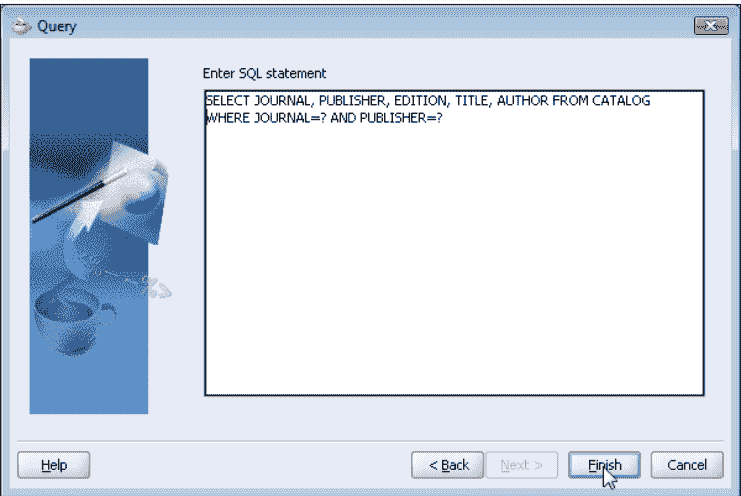 Query
Enter SQL statement
SELECT JOURNAL, PUBLISHER, EDITION, TITLE, AUTHOR FROM CATALOG
WHERE JOURNAL=? AND PUBLISHER=?
Help
< Back
Next >
Finish
Cancel